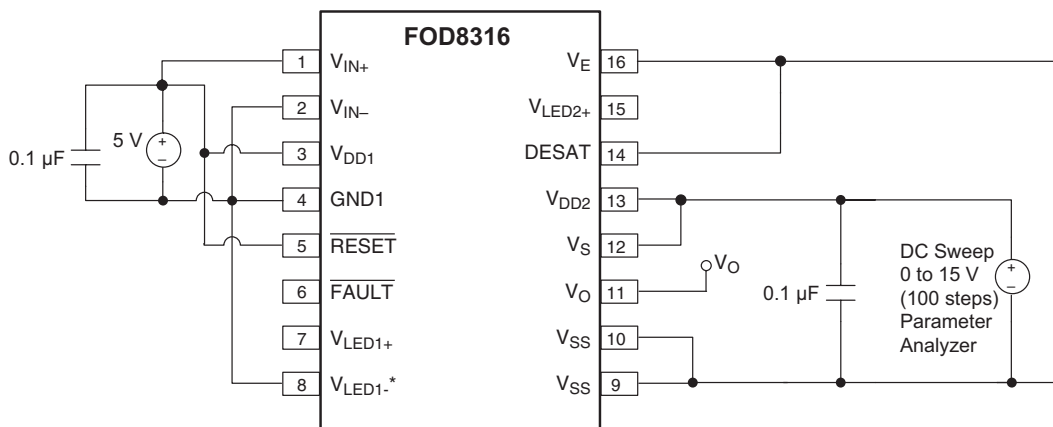 FOD8316
1 VIN+
2 VIN–
3 VDD1
4 GND1
5 RESET
6 FAULT
7 VLED1+
8 VLED1-*
0.1 µF
5 V
+
–
VE 16
VLED2+ 15
DESAT 14
VDD2 13
VS 12
VO 11
VSS 10
VSS 9
VO
0.1 µF
DC Sweep
0 to 15 V
(100 steps)
Parameter
Analyzer
+
–